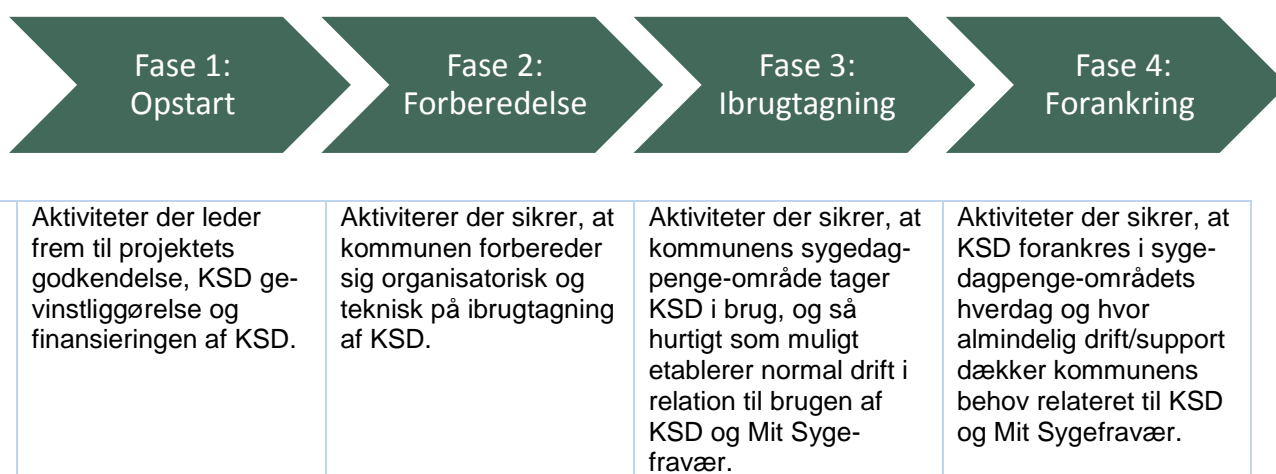 Fase 1:
Opstart
Fase 2:
Forberedelse
Fase 3:
Ibrugtagning
Fase 4:
Forankring
Aktiviteter der leder
frem til projektets
godkendelse, KSD ge-
vinstliggørelse og
finansieringen af KSD.
Aktiviterer der sikrer, at
kommunen forbereder
sig organisatorisk og
teknisk på ibrugtagning
af KSD.
Aktiviteter der sikrer, at
kommunens sygedag-
penge-område tager
KSD i brug, og så
hurtigt som muligt
etablerer normal drift i
relation til brugen af
KSD og Mit Syge-
fravær.
Aktiviteter der sikrer, at
KSD forankres i syge-
dagpenge-områdets
hverdag og hvor
almindelig drift/support
dækker kommunens
behov relateret til KSD
og Mit Sygefravær.